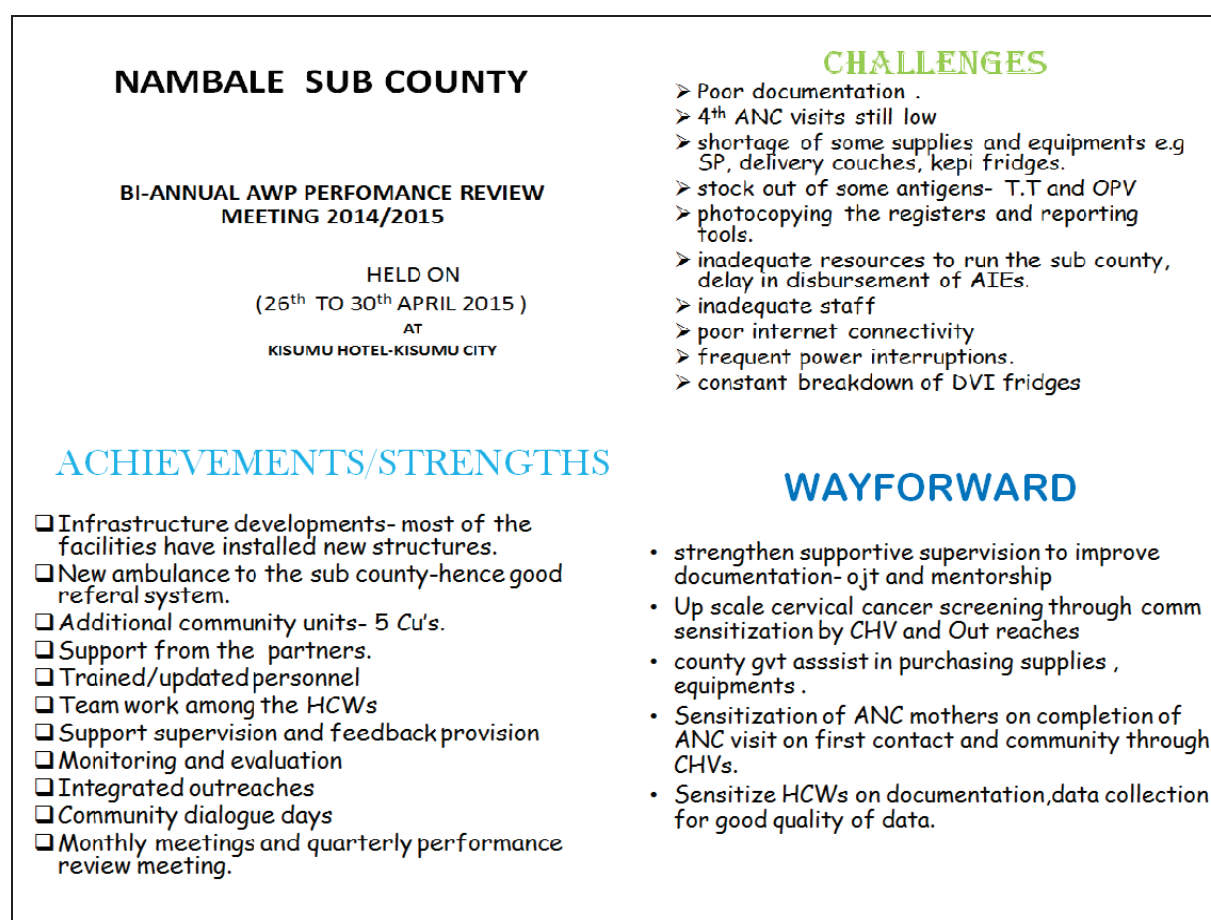 NAMBALE SUB COUNTY
BI-ANNUAL AWP PERFOMANCE REVIEW
MEETING 2014/2015
HELD ON
(26th TO 30th APRIL 2015 )
AT
KISUMU HOTEL-KISUMU CITY
CHALLENGES
➢ Poor documentation .
➢ 4th ANC visits still low
➢ shortage of some supplies and equipments e.g
SP, delivery couches, kepi fridges.
➢ stock out of some antigens- T.T and OPV
➢ photocopying the registers and reporting
tools.
➢ inadequate resources to run the sub county,
delay in disbursement of AIEs.
➢ inadequate staff
➢ poor internet connectivity
➢ frequent power interruptions.
➢ constant breakdown of DVI fridges
ACHIEVEMENTS/STRENGTHS
❑ Infrastructure developments- most of the
facilities have installed new structures.
❑ New ambulance to the sub county-hence good
referal system.
❑ Additional community units- 5 Cu's.
❑ Support from the partners.
❑ Trained/updated personnel
❑ Team work among the HCWs
❑ Support supervision and feedback provision
❑ Monitoring and evaluation
❑ Integrated outreaches
❑ Community dialogue days
❑ Monthly meetings and quarterly performance
review meeting.
WAYFORWARD
• strengthen supportive supervision to improve
documentation- ojt and mentorship
• Up scale cervical cancer screening through comm
sensitization by CHV and Out reaches
• county gvt asssist in purchasing supplies ,
equipments .
• Sensitization of ANC mothers on completion of
ANC visit on first contact and community through
CHVs.
• Sensitize HCWs on documentation,data collection
for good quality of data.